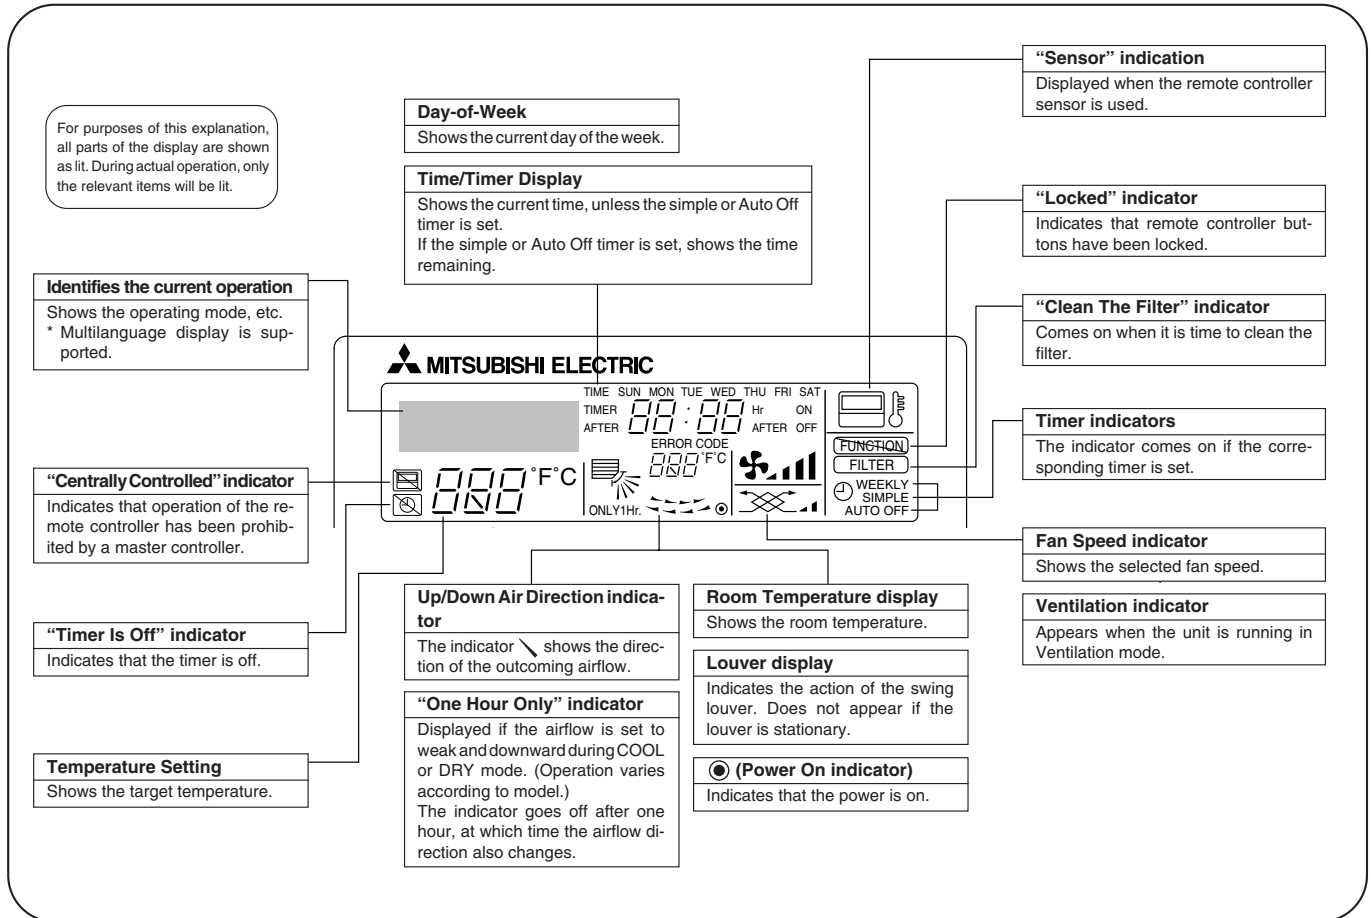 For purposes of this explanation,
all parts of the display are shown
as lit. During actual operation, only
the relevant items will be lit.
Day-of-Week
Shows the current day of the week.
Time/Timer Display
Shows the current time, unless the simple or Auto Off
timer is set.
If the simple or Auto Off timer is set, shows the time
remaining.
“Sensor” indication
Displayed when the remote controller
sensor is used.
“Locked” indicator
Indicates that remote controller but-
tons have been locked.
“Clean The Filter” indicator
Comes on when it is time to clean the
filter.
Timer indicators
The indicator comes on if the corre-
sponding timer is set.
Fan Speed indicator
Shows the selected fan speed.
Ventilation indicator
Appears when the unit is running in
Ventilation mode.
Identifies the current operation
Shows the operating mode, etc.
* Multilanguage display is sup-
ported.
“Centrally Controlled” indicator
Indicates that operation of the re-
mote controller has been prohib-
ited by a master controller.
“Timer Is Off” indicator
Indicates that the timer is off.
Temperature Setting
Shows the target temperature.
MITSUBISHI ELECTRIC
TIME SUN MON TUE WED THU FRI SAT
TIMER 88:88 Hr ON
AFTER AFTER OFF
ERROR CODE
888 °F°C
FUNCTION
FILTER
WEEKLY
SIMPLE
AUTO OFF
888 °F°C
ONLY1Hr.
Up/Down Air Direction indica-
tor
The indicator shows the direc-
tion of the outcoming airflow.
“One Hour Only” indicator
Displayed if the airflow is set to
weak and downward during COOL
or DRY mode. (Operation varies
according to model.)
The indicator goes off after one
hour, at which time the airflow di-
rection also changes.
Room Temperature display
Shows the room temperature.
Louver display
Indicates the action of the swing
louver. Does not appear if the
louver is stationary.
(Power On indicator)
Indicates that the power is on.